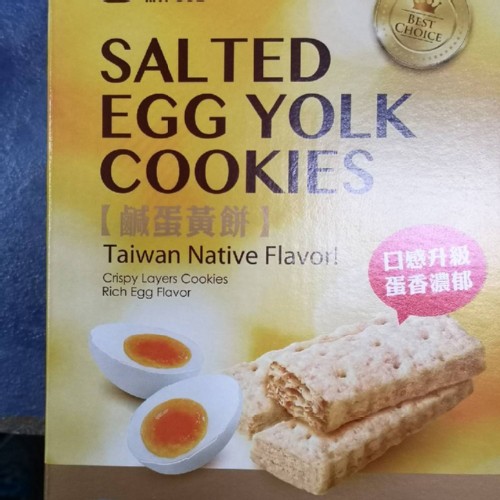 BEST
CHOICE
SALTED
EGG YOLK
COOKIES
【鹹蛋黃餅】
Taiwan Native Flavor!
Crispy Layers Cookies
Rich Egg Flavor
口感升級
蛋香濃郁